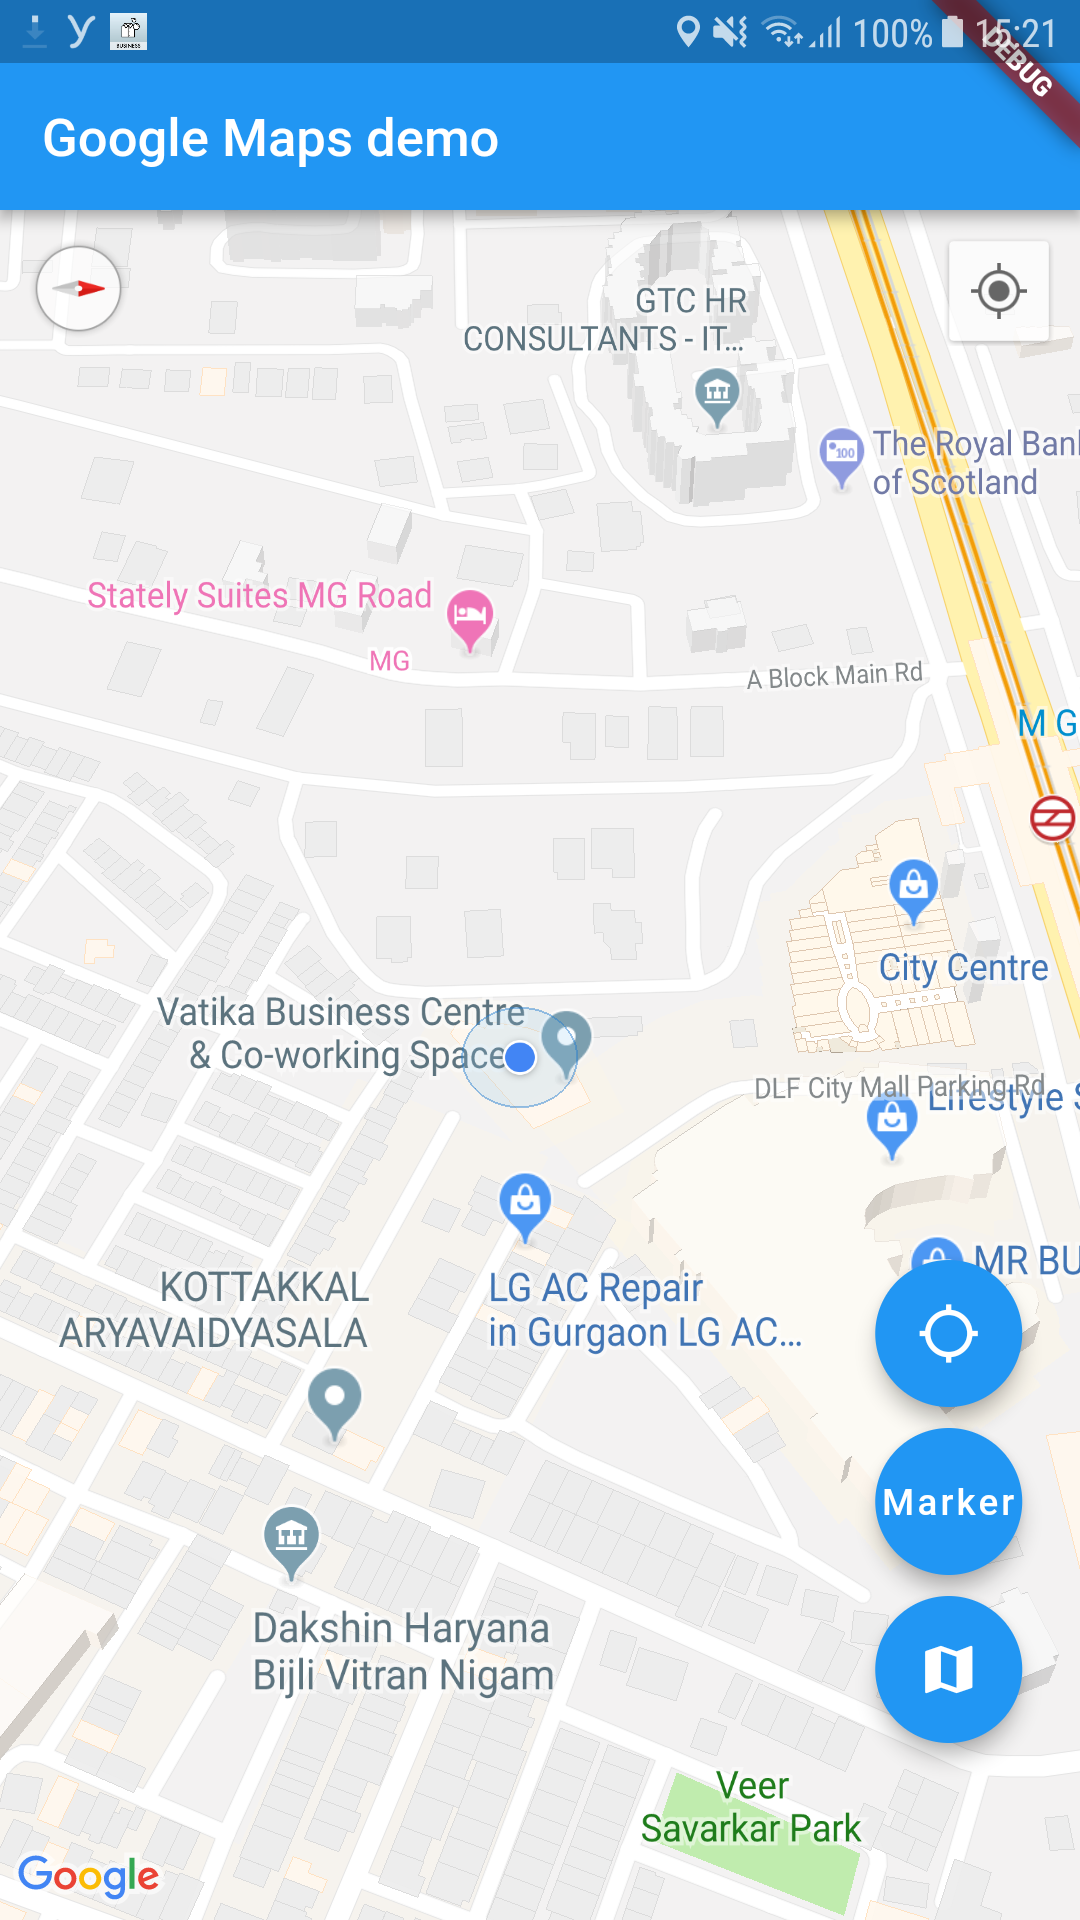 BUSINESS
100% 15:21
DEBUG
Google Maps demo
GTC HR
CONSULTANTS - IT...
100
The Royal Ban
of Scotland
Stately Suites MG Road
MG
A Block Main Rd
M G
City Centre
Vatika Business Centre
& Co-working Space
DLF City Mall Parking Rd
Lifestyle S
KOTTAKKAL
ARYAVAIDYASALA
LG AC Repair
in Gurgaon LG AC...
MR BU
Marker
Dakshin Haryana
Bijli Vitran Nigam
Veer
Savarkar Park
Google